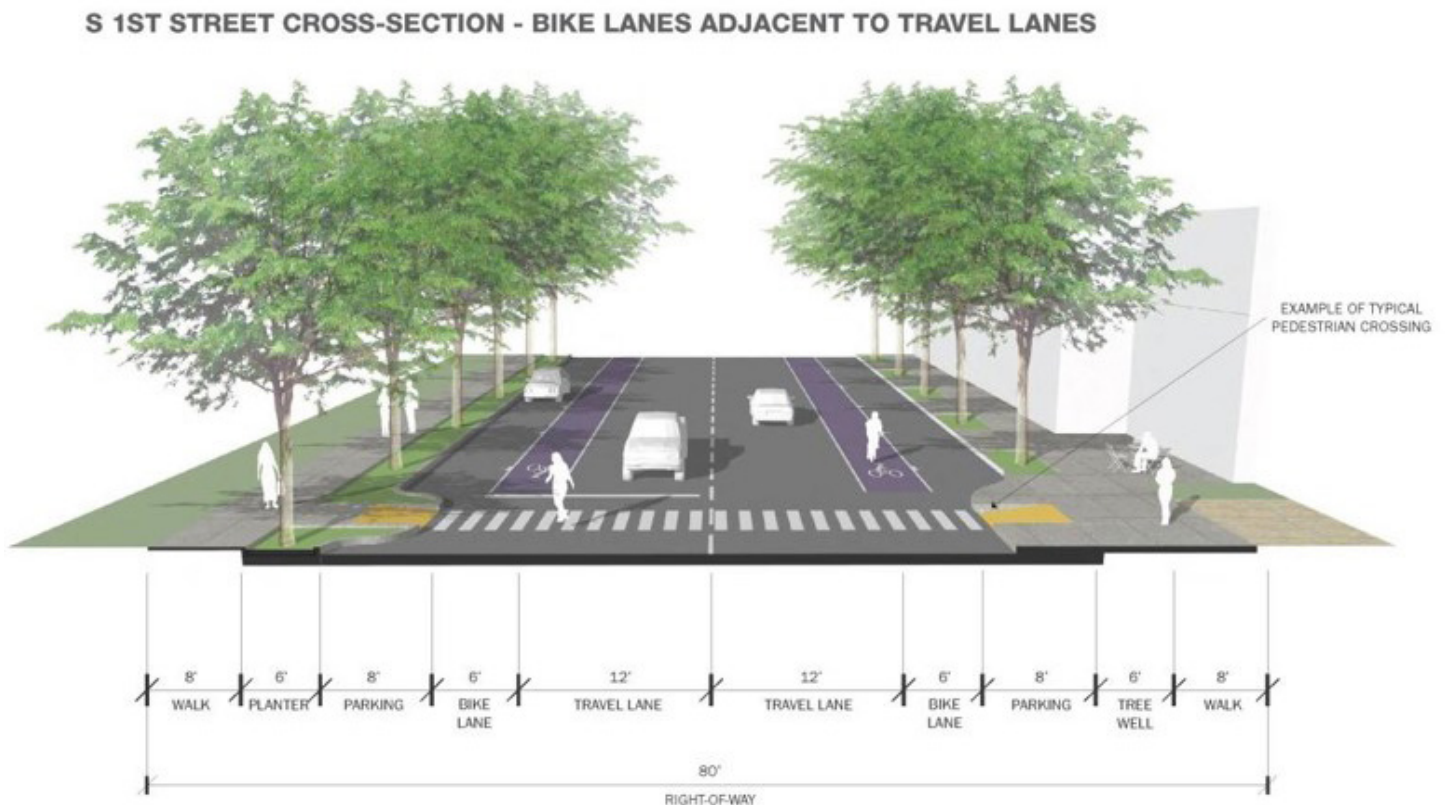 S 1ST STREET CROSS-SECTION - BIKE LANES ADJACENT TO TRAVEL LANES
EXAMPLE OF TYPICAL
PEDESTRIAN CROSSING
8' 6' 8' 6' 12' 12' 6' 8' 6' 8'
WALK PLANTER PARKING BIKE TRAVEL LANE TRAVEL LANE BIKE PARKING TREE WALK
LANE LANE WELL
80'
RIGHT-OF-WAY